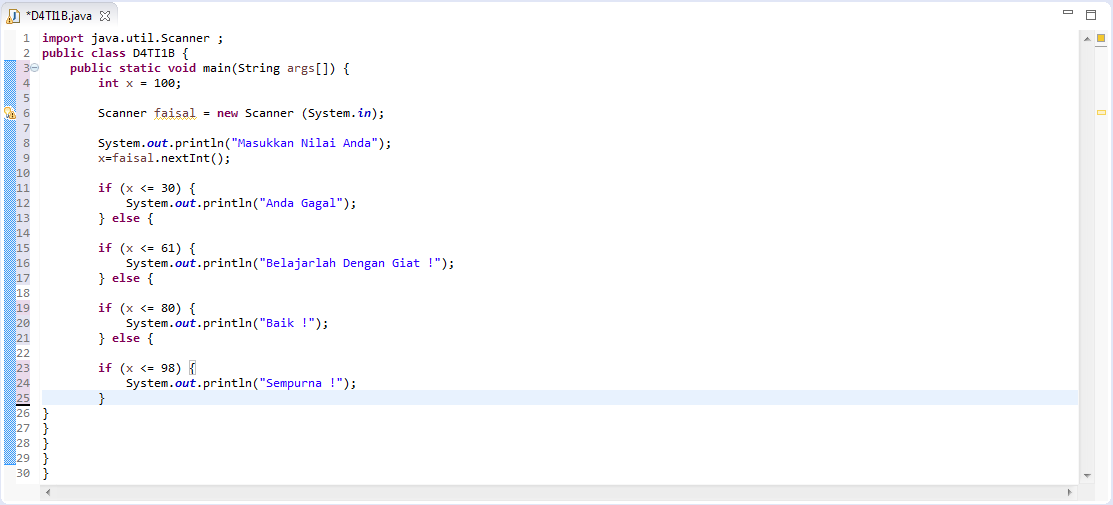 *D4TI1B.java
1 import java.util.Scanner ;
2 public class D4TI1B {
3 public static void main(String args[]) {
4 int x = 100;
5
6 Scanner faisal = new Scanner (System.in);
7
8 System.out.println("Masukkan Nilai Anda");
9 x=faisal.nextInt();
10
11 if (x <= 30) {
12 System.out.println("Anda Gagal");
13 } else {
14
15 if (x <= 61) {
16 System.out.println("Belajarlah Dengan Giat !");
17 } else {
18
19 if (x <= 80) {
20 System.out.println("Baik !");
21 } else {
22
23 if (x <= 98) {
24 System.out.println("Sempurna !");
25 }
26 }
27 }
28 }
29 }
30 }